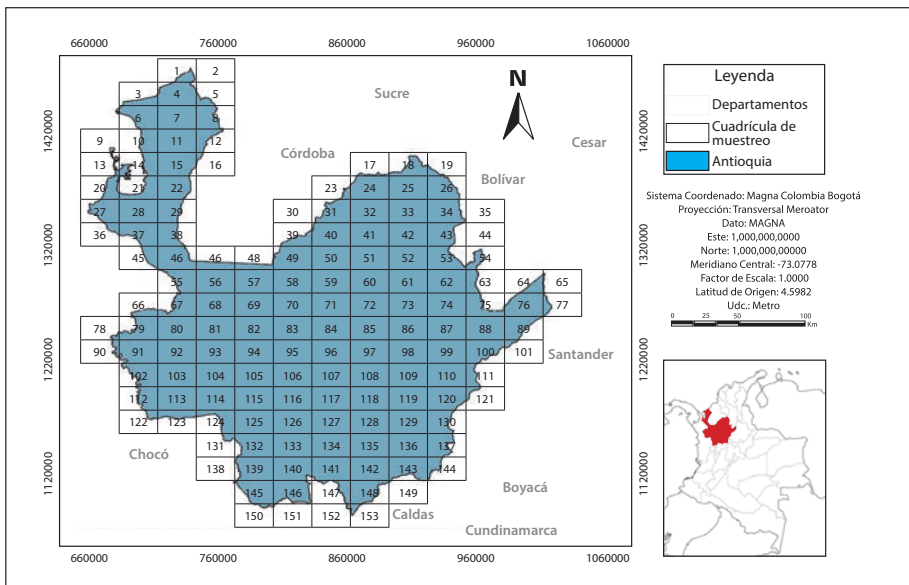 660000 760000 860000 960000 1060000
1 2
3 4 5
6 7 8
9 10 11 12
13 14 15 16 17 18 19
20 21 22 23 24 25 26
27 28 29 30 31 32 33 34 35
36 37 38 39 40 41 42 43 44
45 46 46 48 49 50 51 52 53 54
35 56 57 58 59 60 61 62 63 64 65
66 67 68 69 70 71 72 73 74 75 76 77
78 79 80 81 82 83 84 85 86 87 88 89
90 91 92 93 94 95 96 97 98 99 100 101
102 103 104 105 106 107 108 109 110 111
112 113 114 115 116 117 118 119 120 121
122 123 124 125 126 127 128 129 130
131 132 133 134 135 136 137
138 139 140 141 142 143 144
145 146 147 148 149
150 151 152 153
N
Sucre
Cesar
Córdoba
Bolívar
Santander
Chocó
Boyacá
Caldas
Cundinamarca
1420000
1320000
1220000
1120000
1420000
1320000
1220000
1120000
660000 760000 860000 960000 1060000
Leyenda
Departamentos
Cuadrícula de
muestreo
Antioquia
Sistema Coordenado: Magna Colombia Bogotá
Proyección: Transversal Meroator
Dato: MAGNA
Este: 1,000,000,0000
Norte: 1,000,000,00000
Meridiano Central: -73.0778
Factor de Escala: 1.0000
Latitud de Origen: 4.5982
Udc.: Metro
0 25 50 100
Km